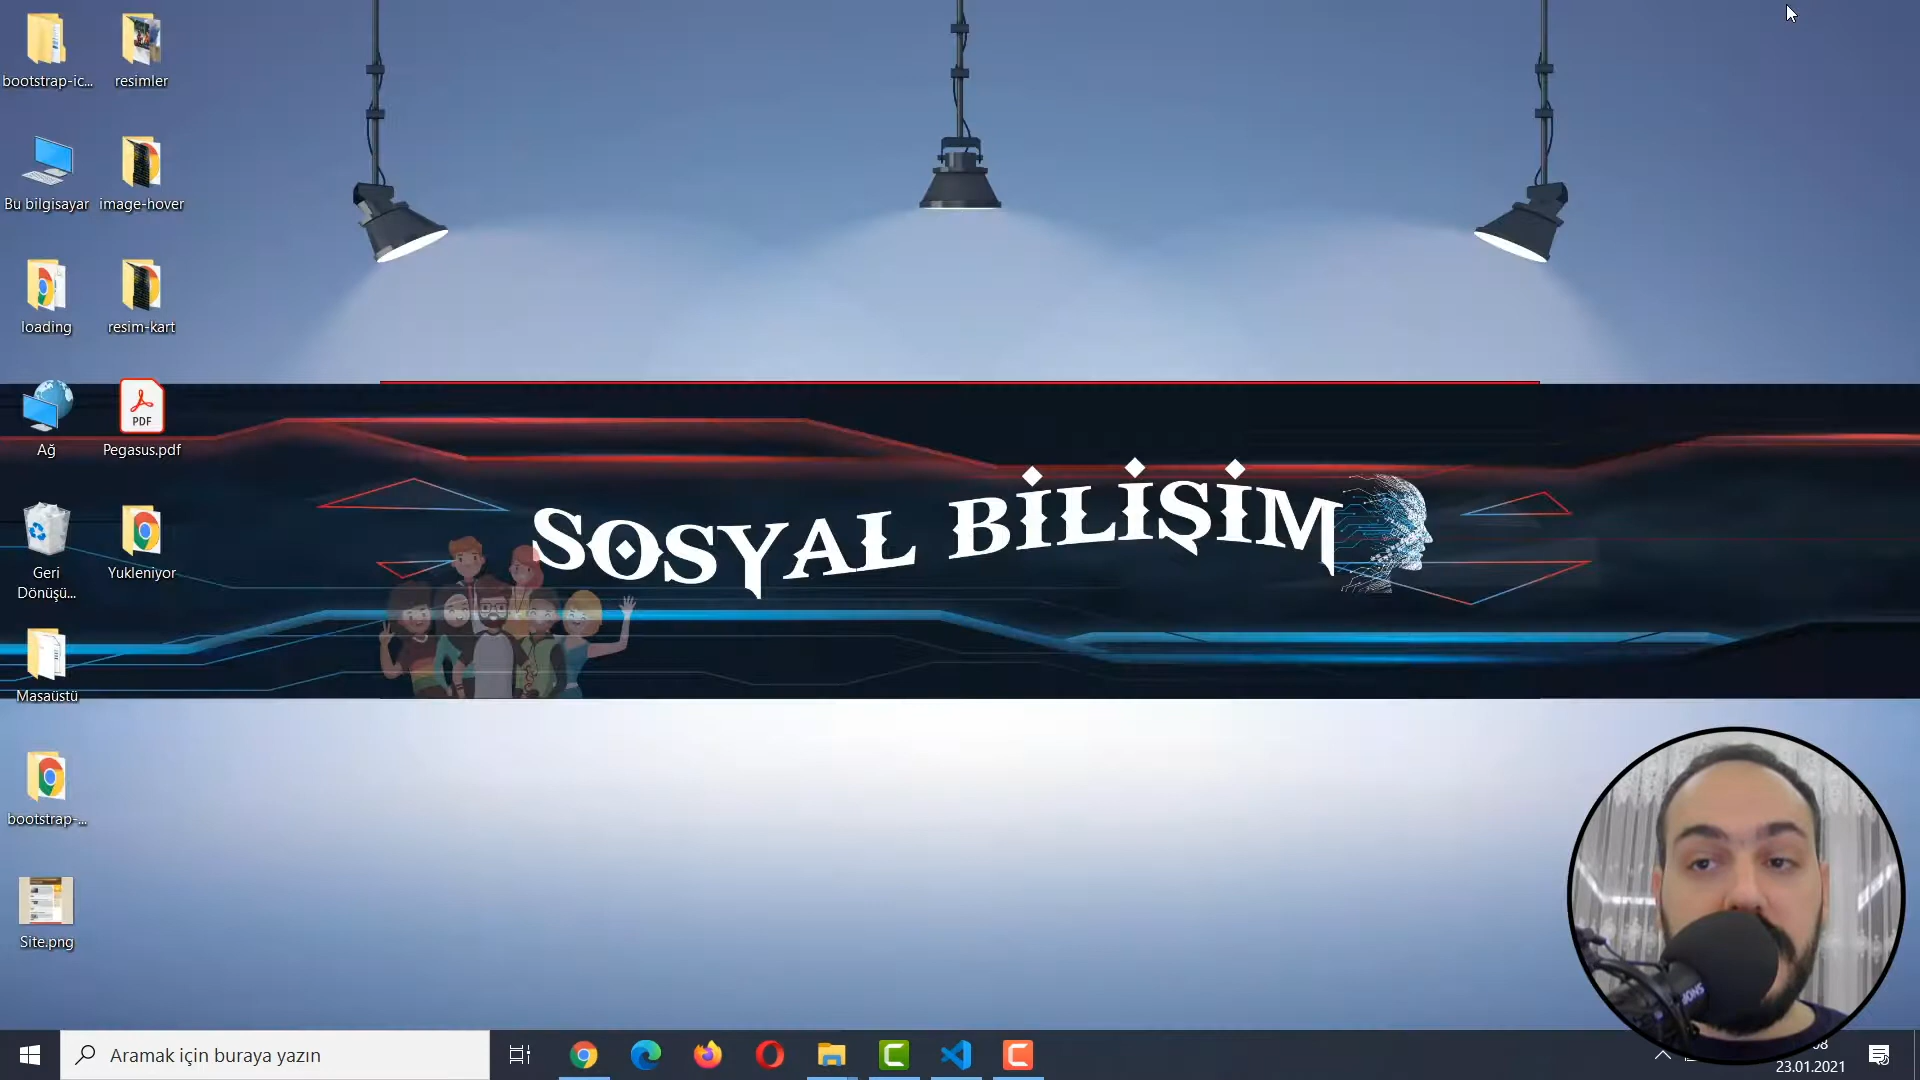 bootstrap-ic...
resimler
Bu bilgisayar
image-hover
loading
resim-kart
Ağ
PDF
Pegasus.pdf
SOSYAL BİLİŞİM
Geri
Dönüşü...
Yukleniyor
Masaüstü
bootstrap-...
Site.png
Aramak için buraya yazın
23.01.2021